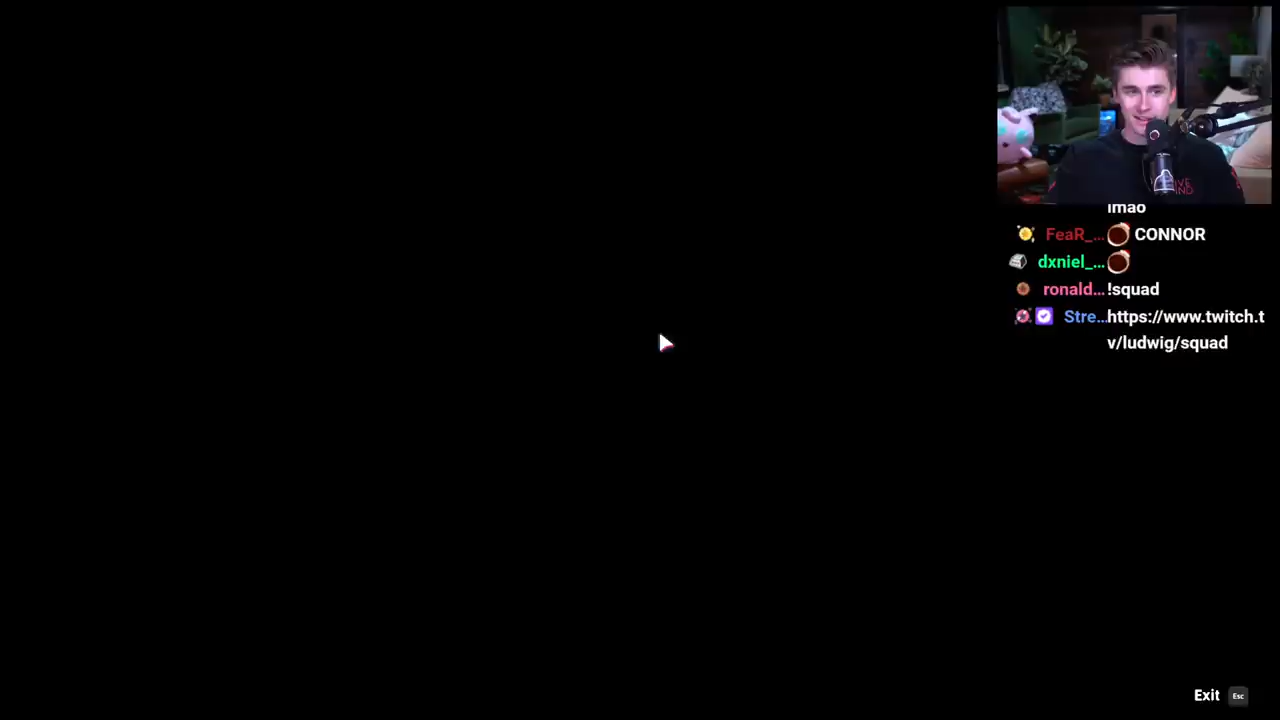 lmao
FeaR_... CONNOR
dxniel_...
ronald... !squad
Stre... https://www.twitch.t
v/ludwig/squad
Exit Esc